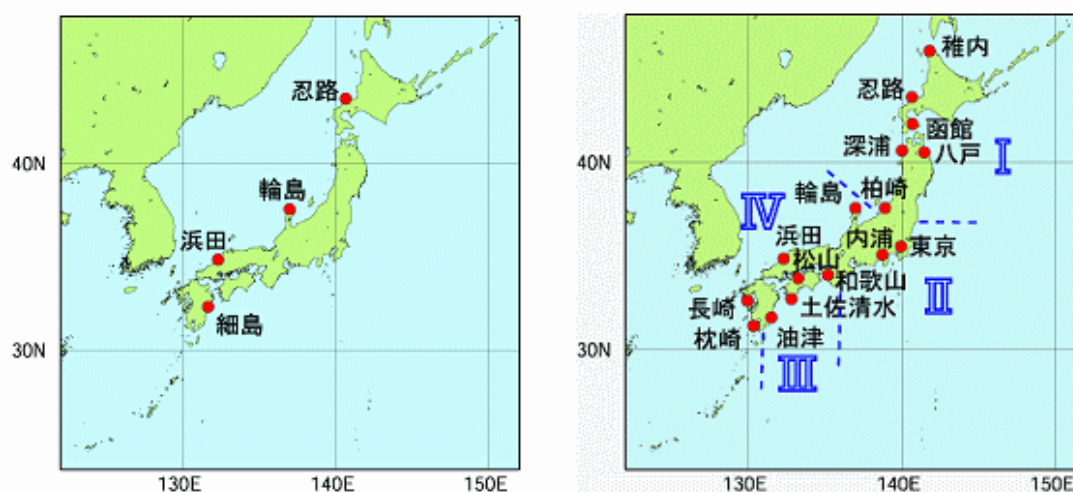 忍路
40N
輪島
浜田
細島
30N
130E
140E
150E
稚内
忍路
函館
深浦
八戸
I
40N
輪島
柏崎
IV
浜田
内浦
東京
松山
和歌山
II
長崎
土佐清水
枕崎
油津
30N
III
130E
140E
150E